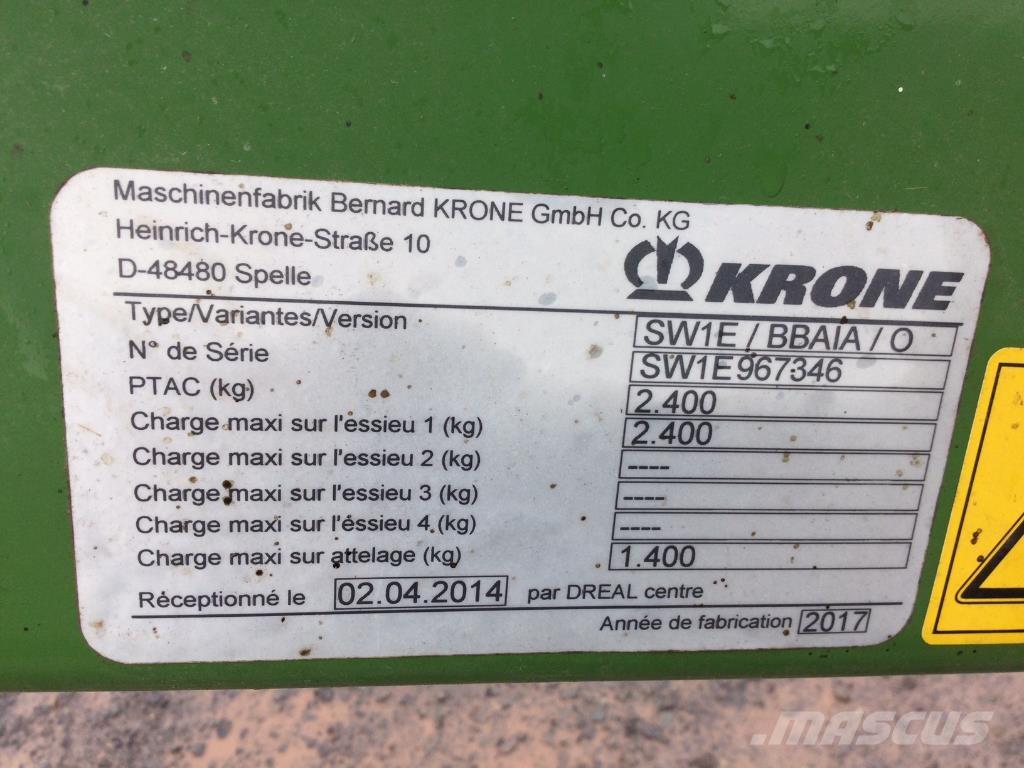 Maschinenfabrik Bernard KRONE GmbH Co. KG
Heinrich-Krone-Straße 10
D-48480 Spelle
KRONE
Type/Variantes/Version SW1E / BBAIA / O
N° de Série SW1E967346
PTAC (kg) 2.400
Charge maxi sur l'essieu 1 (kg) 2.400
Charge maxi sur l'essieu 2 (kg) ----
Charge maxi sur l'essieu 3 (kg) ----
Charge maxi sur l'essieu 4 (kg) ----
Charge maxi sur attelage (kg) 1.400
Réceptionné le 02.04.2014 par DREAL centre
Année de fabrication 2017
MASCUS